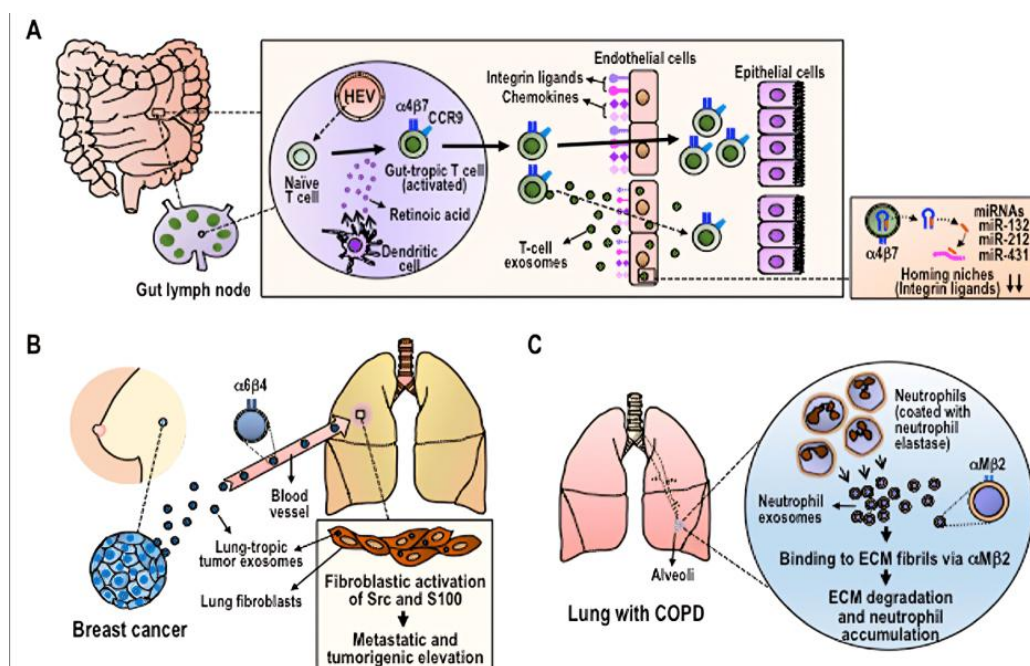 A
Gut lymph node
HEV
α4β7
CCR9
Naïve
T cell
Gut-tropic T cell
(activated)
Retinoic acid
Dendritic
cell
Endothelial cells
Integrin ligands
Chemokines
Epithelial cells
T-cell
exosomes
α4β7
miRNAs
miR-132
miR-212
miR-431
Homing niches
(Integrin ligands) ↓↓
B
α6β4
Blood
vessel
Lung-tropic
tumor exosomes
Lung fibroblasts
Breast cancer
Fibroblastic activation
of Src and S100
Metastatic and
tumorigenic elevation
C
Alveoli
Lung with COPD
Neutrophils
(coated with
neutrophil
elastase)
αMβ2
Neutrophil
exosomes
Binding to ECM fibrils via αMβ2
ECM degradation
and neutrophil
accumulation